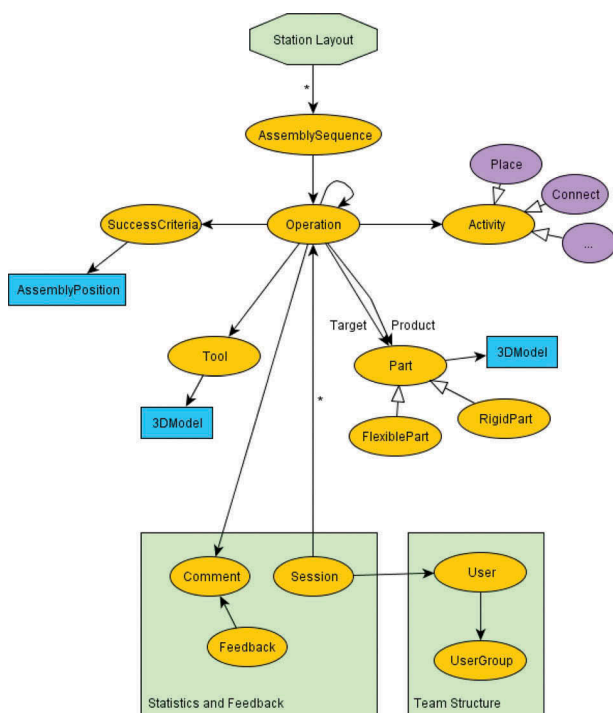 Station Layout
*
AssemblySequence
Place
Connect
...
SuccessCriteria
Operation
Activity
AssemblyPosition
Target
Product
Tool
Part
3DModel
3DModel
*
FlexiblePart
RigidPart
Comment
Session
User
Feedback
UserGroup
Statistics and Feedback
Team Structure